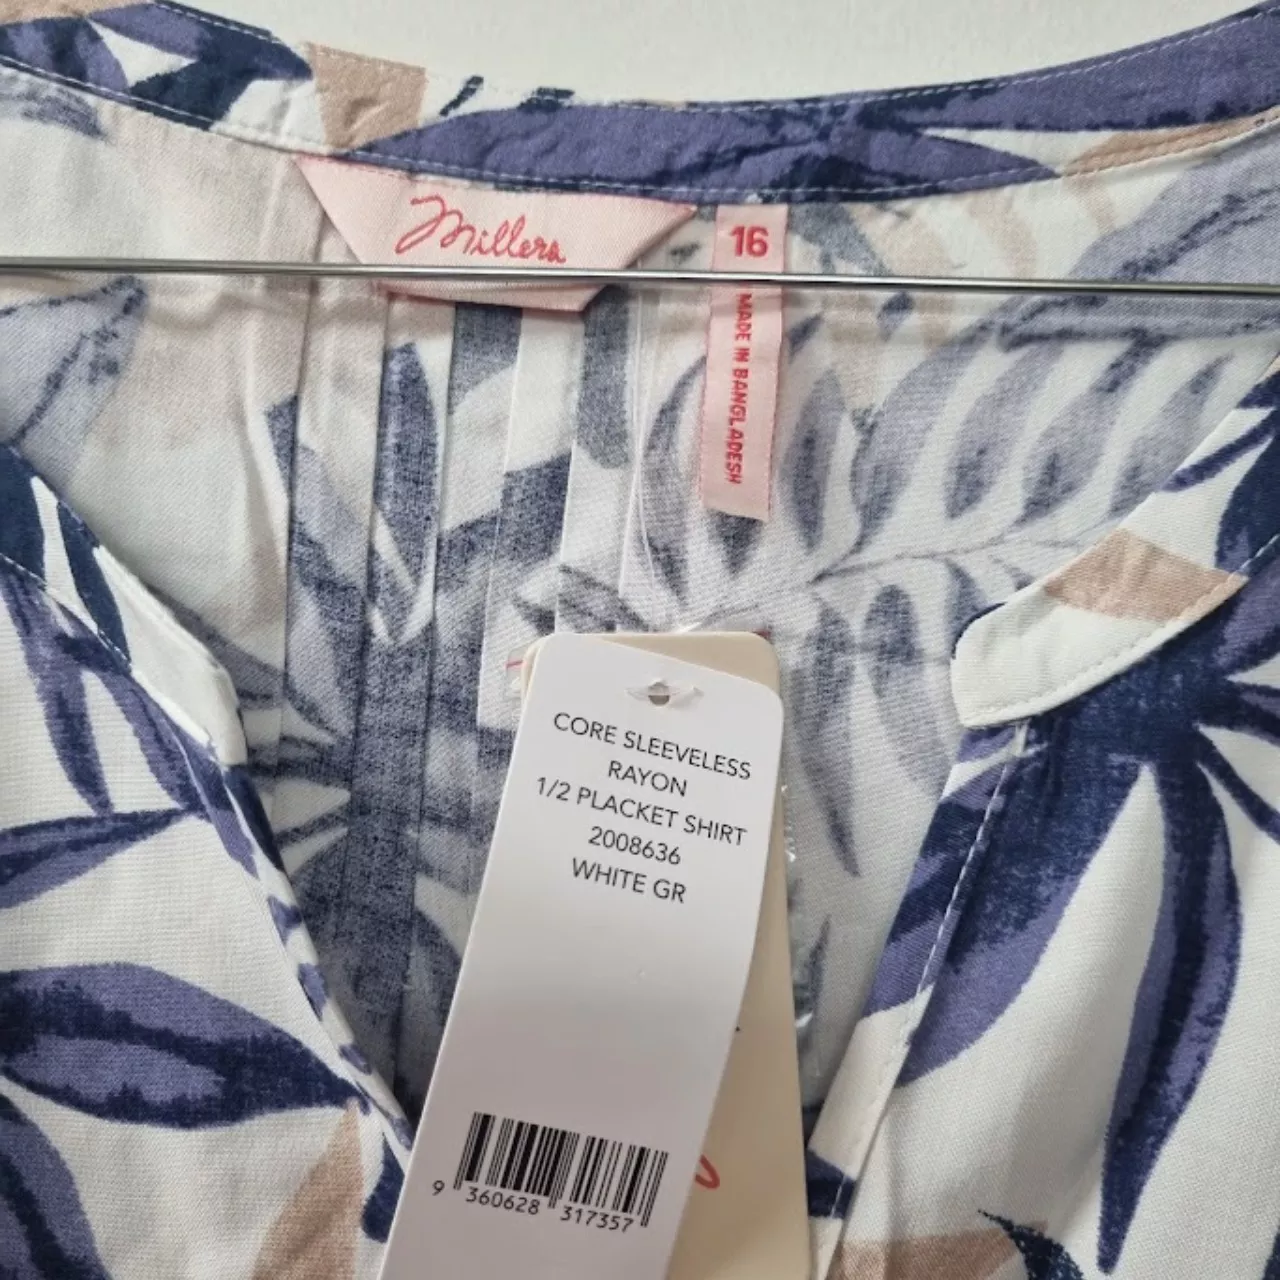 Millers
16
MADE IN BANGLADESH
CORE SLEEVELESS
RAYON
1/2 PLACKET SHIRT
2008636
WHITE GR
9 360628 317357